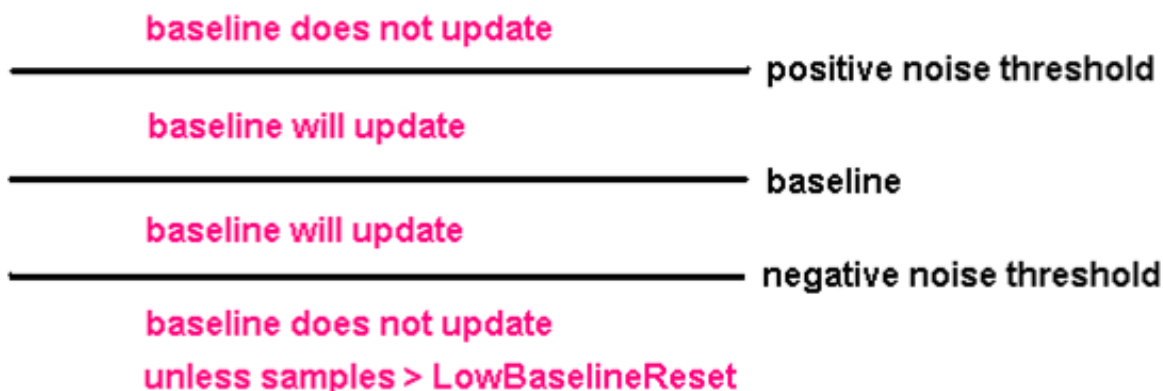 baseline does not update
positive noise threshold
baseline will update
baseline
baseline will update
negative noise threshold
baseline does not update
unless samples > LowBaselineReset